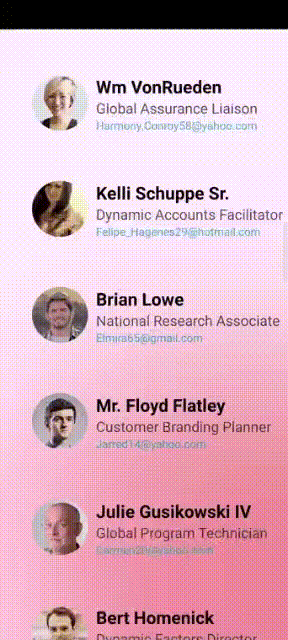 Wm VonRueden
Global Assurance Liaison
Harmony.Conroy58@yahoo.com
Kelli Schuppe Sr.
Dynamic Accounts Facilitator
Felipe_Hagenes29@hotmail.com
Brian Lowe
National Research Associate
Elmira65@gmail.com
Mr. Floyd Flatley
Customer Branding Planner
Jarred14@yahoo.com
Julie Gusikowski IV
Global Program Technician
Bert Homenick
Dynamic Factors Director